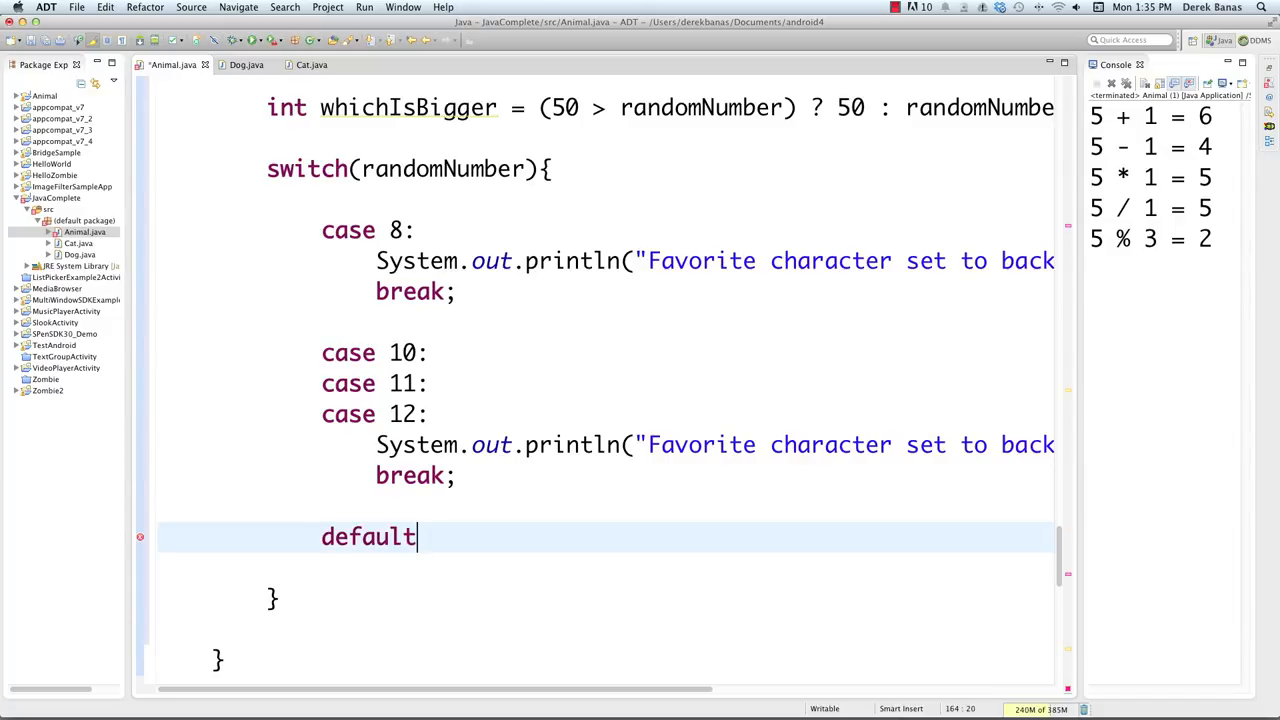 ADT File Edit Refactor Source Navigate Search Project Run Window Help
10 Mon 1:35 PM Derek Banas
Java - JavaComplete/src/Animal.java - ADT - /Users/derekbanas/Documents/android4
Quick Access Java DDMS
Package Exp
*Animal.java Dog.java Cat.java
Console
<terminated> Animal (1) [Java Application] /S
Animal
appcompat_v7
appcompat_v7_2
appcompat_v7_3
appcompat_v7_4
BridgeSample
HelloWorld
HelloZombie
ImageFilterSampleApp
JavaComplete
src
(default package)
Animal.java
Cat.java
Dog.java
JRE System Library [Ja
ListPickerExample2Activi
MediaBrowser
MultiWindowSDKExample
MusicPlayerActivity
SlookActivity
SPenSDK30_Demo
TestAndroid
TextGroupActivity
VideoPlayerActivity
Zombie
Zombie2
int whichIsBigger = (50 > randomNumber) ? 50 : randomNumbe
switch(randomNumber){
case 8:
System.out.println("Favorite character set to back
break;
case 10:
case 11:
case 12:
System.out.println("Favorite character set to back
break;
default
}
}
5 + 1 = 6
5 - 1 = 4
5 * 1 = 5
5 / 1 = 5
5 % 3 = 2
Writable Smart Insert 164 : 20 240M of 385M